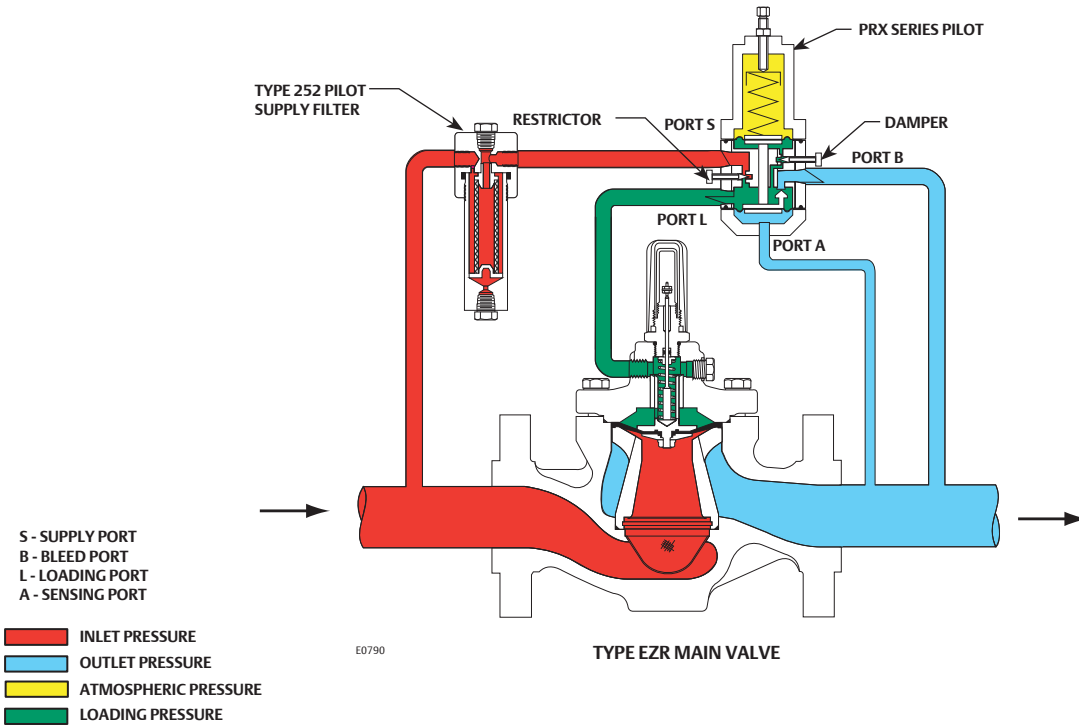 PRX SERIES PILOT
TYPE 252 PILOT
SUPPLY FILTER
RESTRICTOR
PORT S
DAMPER
PORT B
PORT L
PORT A
S - SUPPLY PORT
B - BLEED PORT
L - LOADING PORT
A - SENSING PORT
INLET PRESSURE
OUTLET PRESSURE
ATMOSPHERIC PRESSURE
LOADING PRESSURE
E0790
TYPE EZR MAIN VALVE